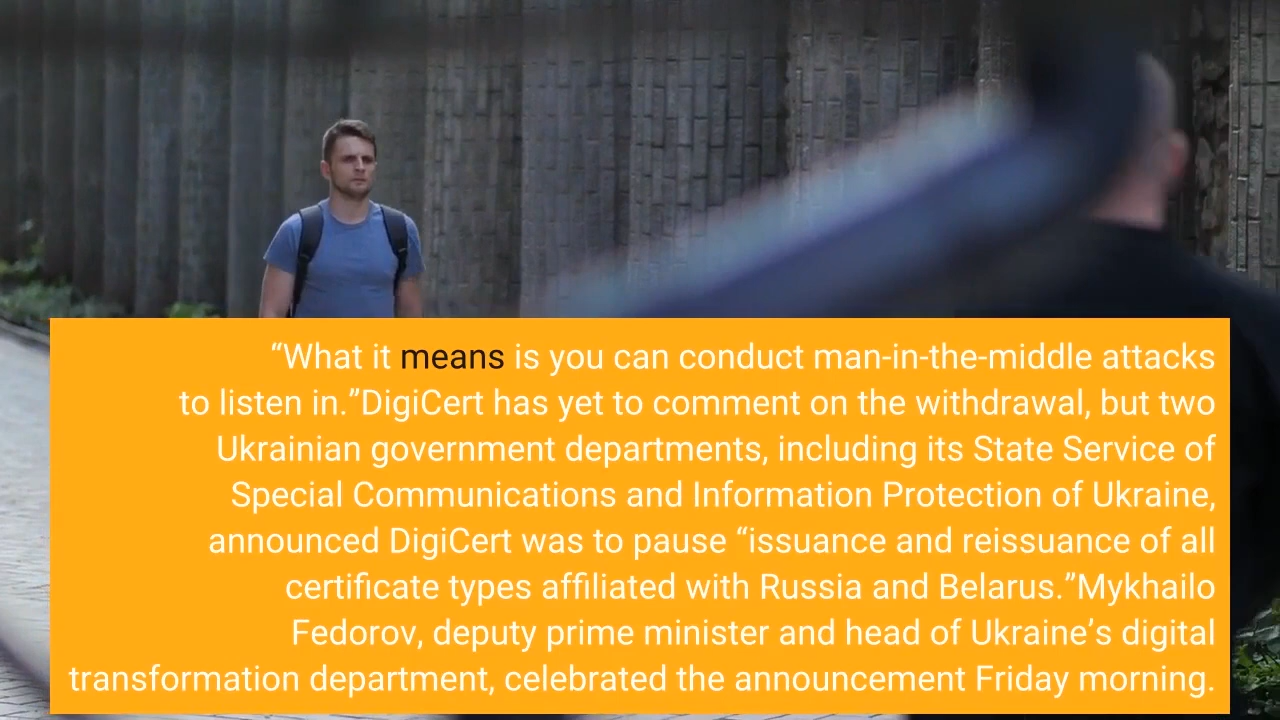 “What it means is you can conduct man-in-the-middle attacks
to listen in.”DigiCert has yet to comment on the withdrawal, but two
Ukrainian government departments, including its State Service of
Special Communications and Information Protection of Ukraine,
announced DigiCert was to pause “issuance and reissuance of all
certificate types affiliated with Russia and Belarus.”Mykhailo
Fedorov, deputy prime minister and head of Ukraine’s digital
transformation department, celebrated the announcement Friday morning.